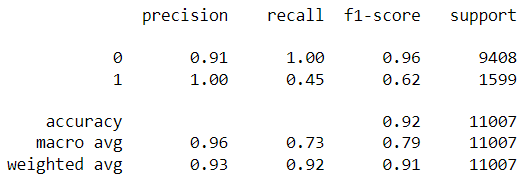 precision recall f1-score support
0 0.91 1.00 0.96 9408
1 1.00 0.45 0.62 1599
accuracy 0.92 11007
macro avg 0.96 0.73 0.79 11007
weighted avg 0.93 0.92 0.91 11007